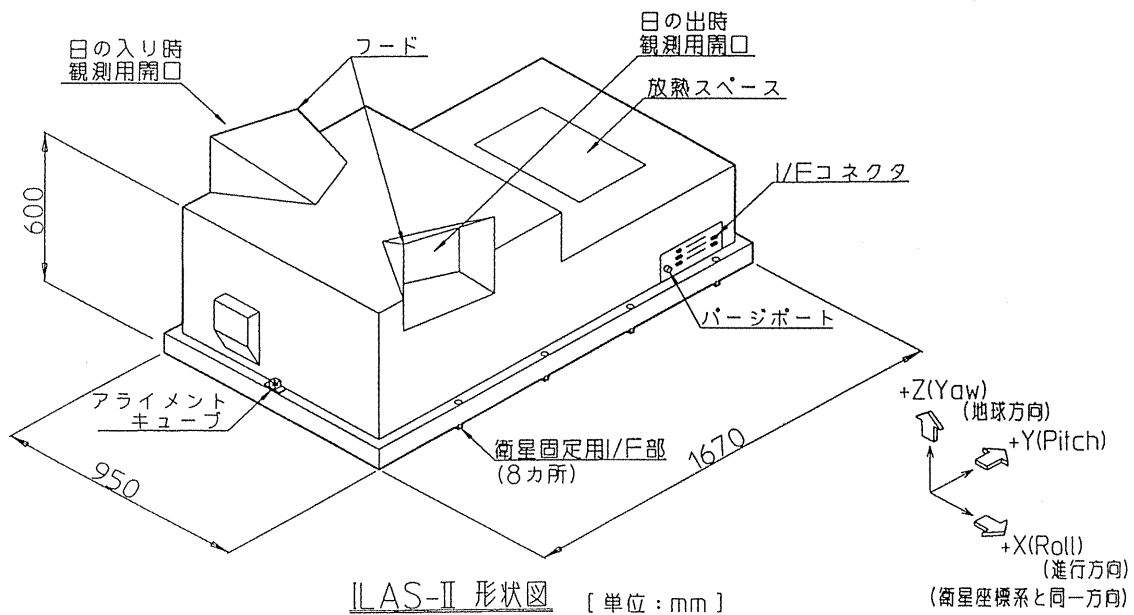 日の入り時
観測用開口
フード
日の出時
観測用開口
放熱スペース
I/Fコネクタ
600
パージポート
アライメント
キューブ
衛星固定用I/F部
(8カ所)
950
1670
+Z(Yaw)
(地球方向)
+Y(Pitch)
+X(Roll)
(進行方向)
(衛星座標系と同一方向)
ILAS-II 形状図 [単位:mm]